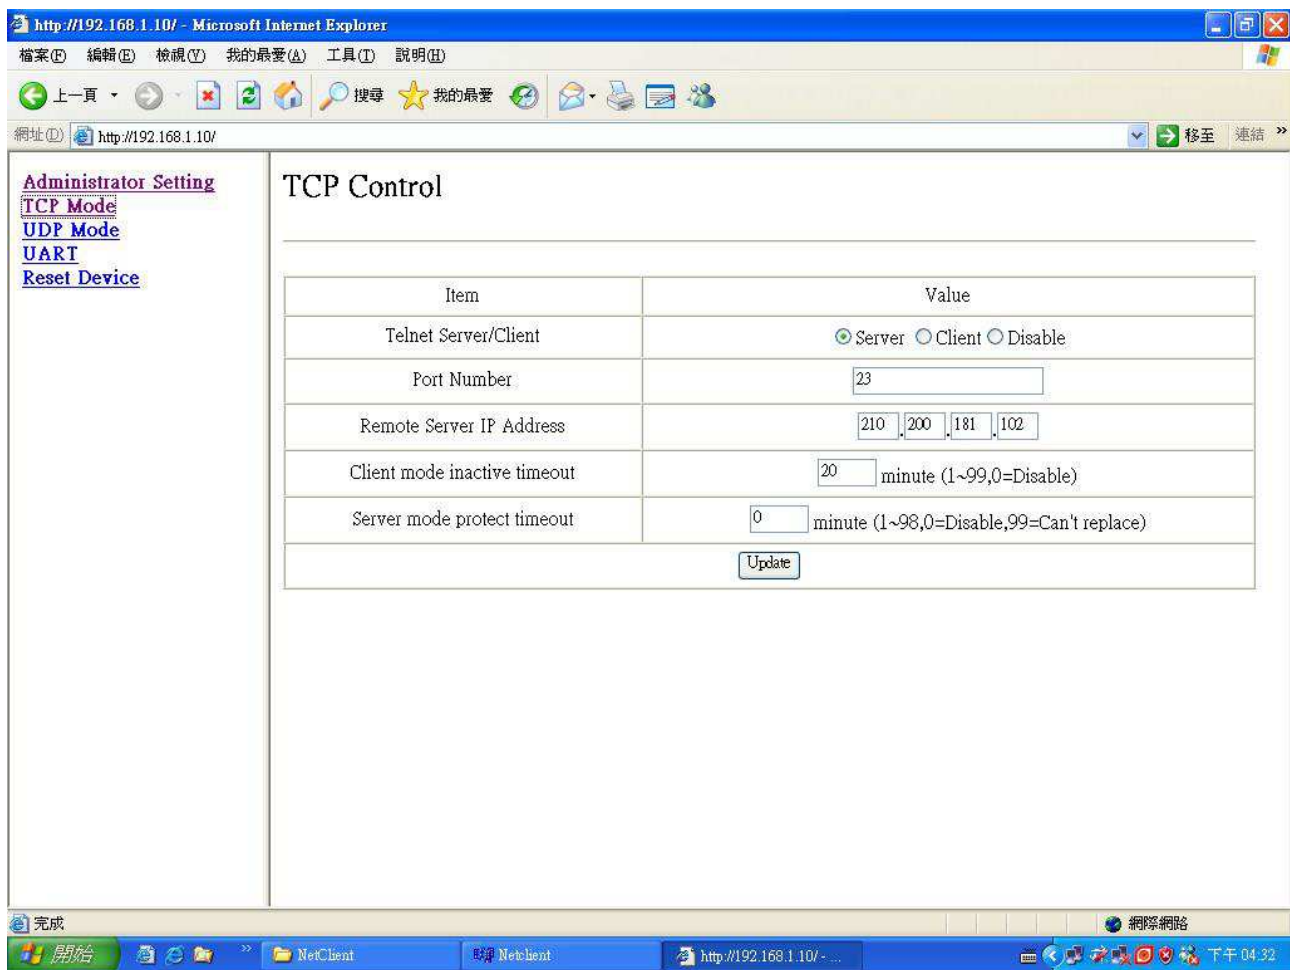 http://192.168.1.10/ - Microsoft Internet Explorer
檔案(F) 編輯(E) 檢視(V) 我的最愛(A) 工具(T) 說明(H)
上一頁 搜尋 我的最愛
網址(D) http://192.168.1.10/ 移至 連結 »
Administrator Setting
TCP Mode
UDP Mode
UART
Reset Device
TCP Control
Item Value
Telnet Server/Client Server Client Disable
Port Number 23
Remote Server IP Address 210 . 200 . 181 . 102
Client mode inactive timeout 20 minute (1~99,0=Disable)
Server mode protect timeout 0 minute (1~98,0=Disable,99=Can't replace)
Update
完成 網際網路
開始 » NetClient Netclient http://192.168.1.10/ - ... 下午 04:32